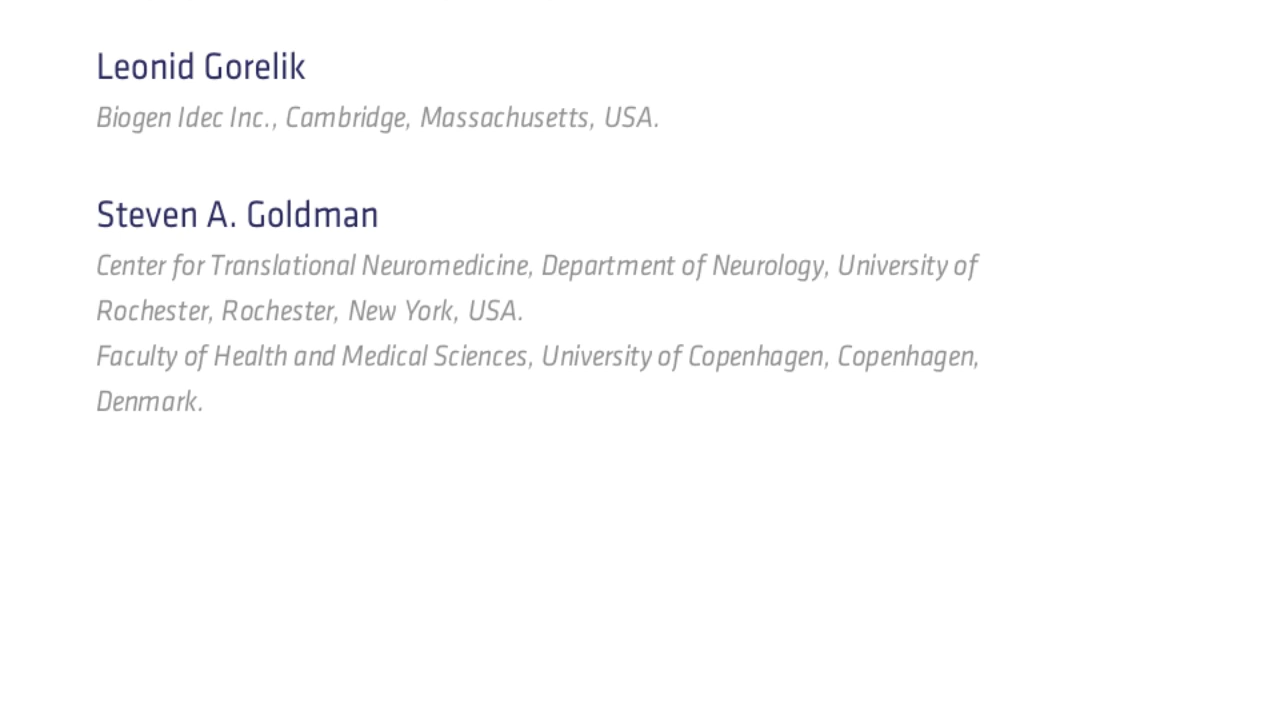 Leonid Gorelik
Biogen Idec Inc., Cambridge, Massachusetts, USA.
Steven A. Goldman
Center for Translational Neuromedicine, Department of Neurology, University of
Rochester, Rochester, New York, USA.
Faculty of Health and Medical Sciences, University of Copenhagen, Copenhagen,
Denmark.